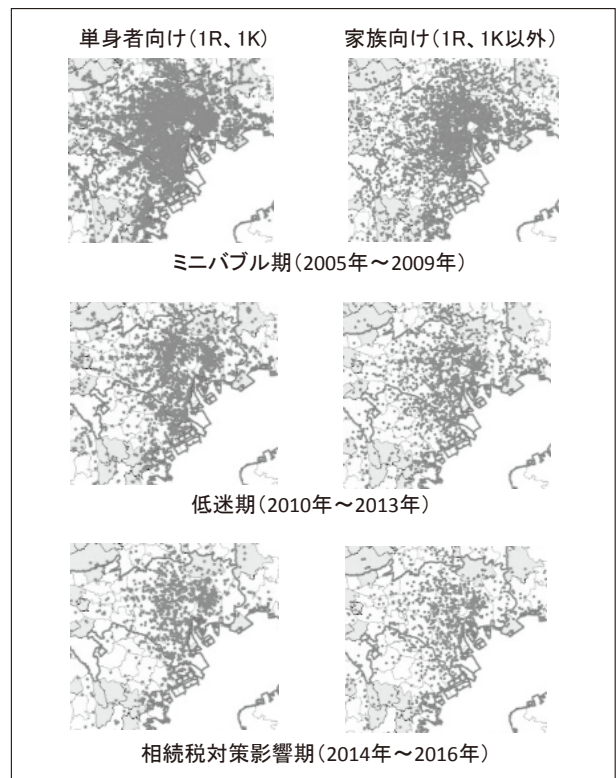 単身者向け(1R、1K)
家族向け(1R、1K以外)
ミニバブル期(2005年～2009年)
低迷期(2010年～2013年)
相続税対策影響期(2014年～2016年)